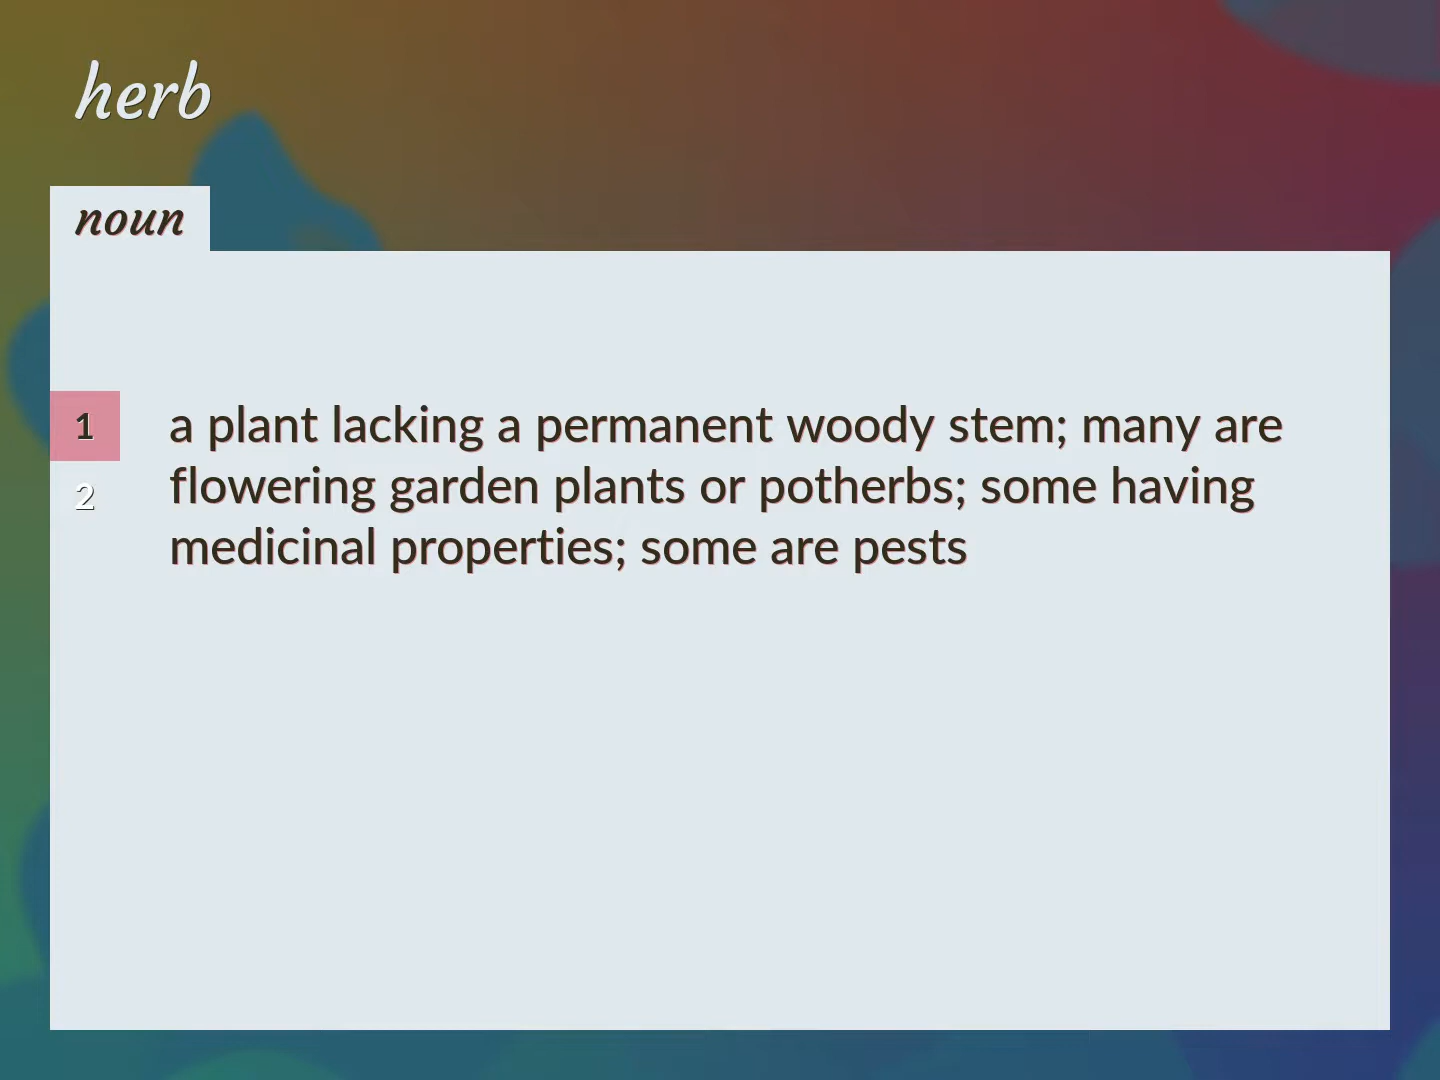 herb
noun
1
a plant lacking a permanent woody stem; many are
flowering garden plants or potherbs; some having
medicinal properties; some are pests
2